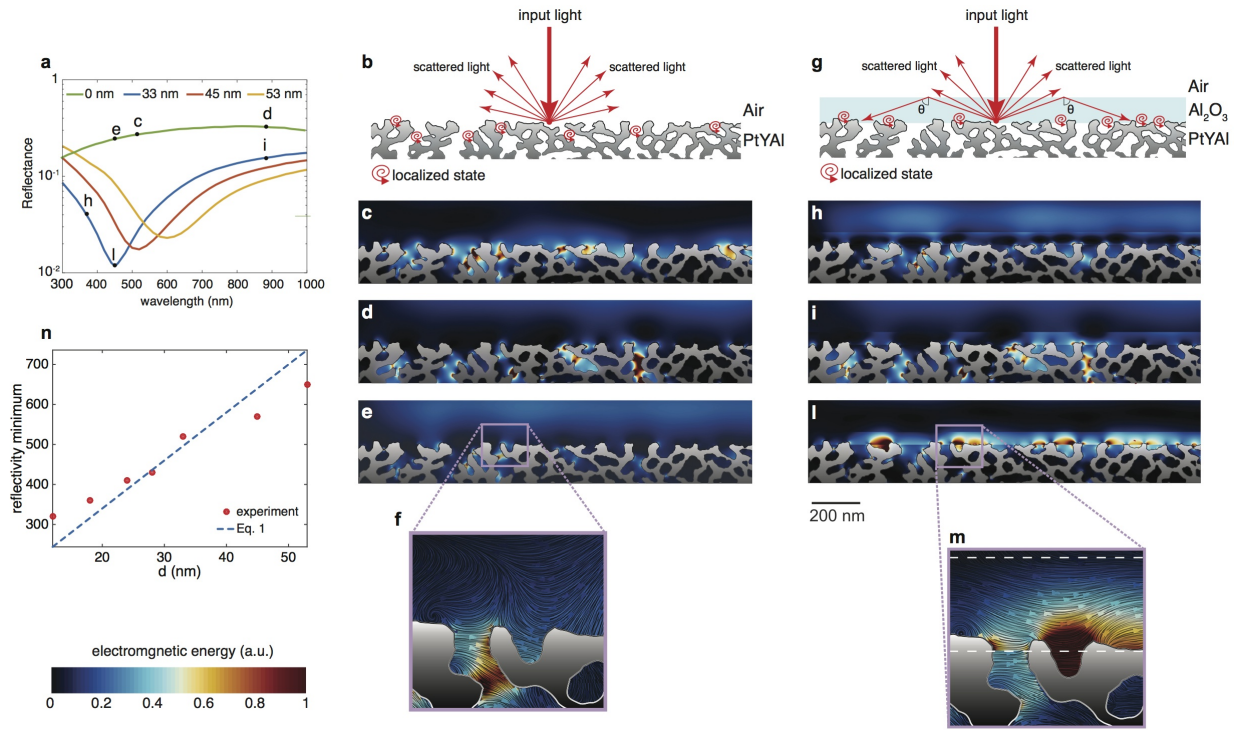 a
1
10-1
10-2
Reflectance
0 nm 33 nm 45 nm 53 nm
e c d
i
h
l
300 400 500 600 700 800 900 1000
wavelength (nm)
n
700
600
500
400
300
reflectivity minimum
experiment
Eq. 1
20 30 40 50
d (nm)
electromgnetic energy (a.u.)
0 0.2 0.4 0.6 0.8 1
b
input light
scattered light scattered light
Air
PtYAl
localized state
c
d
e
f
g
input light
scattered light scattered light
θ θ
Air
Al2O3
PtYAl
localized state
h
i
l
200 nm
m